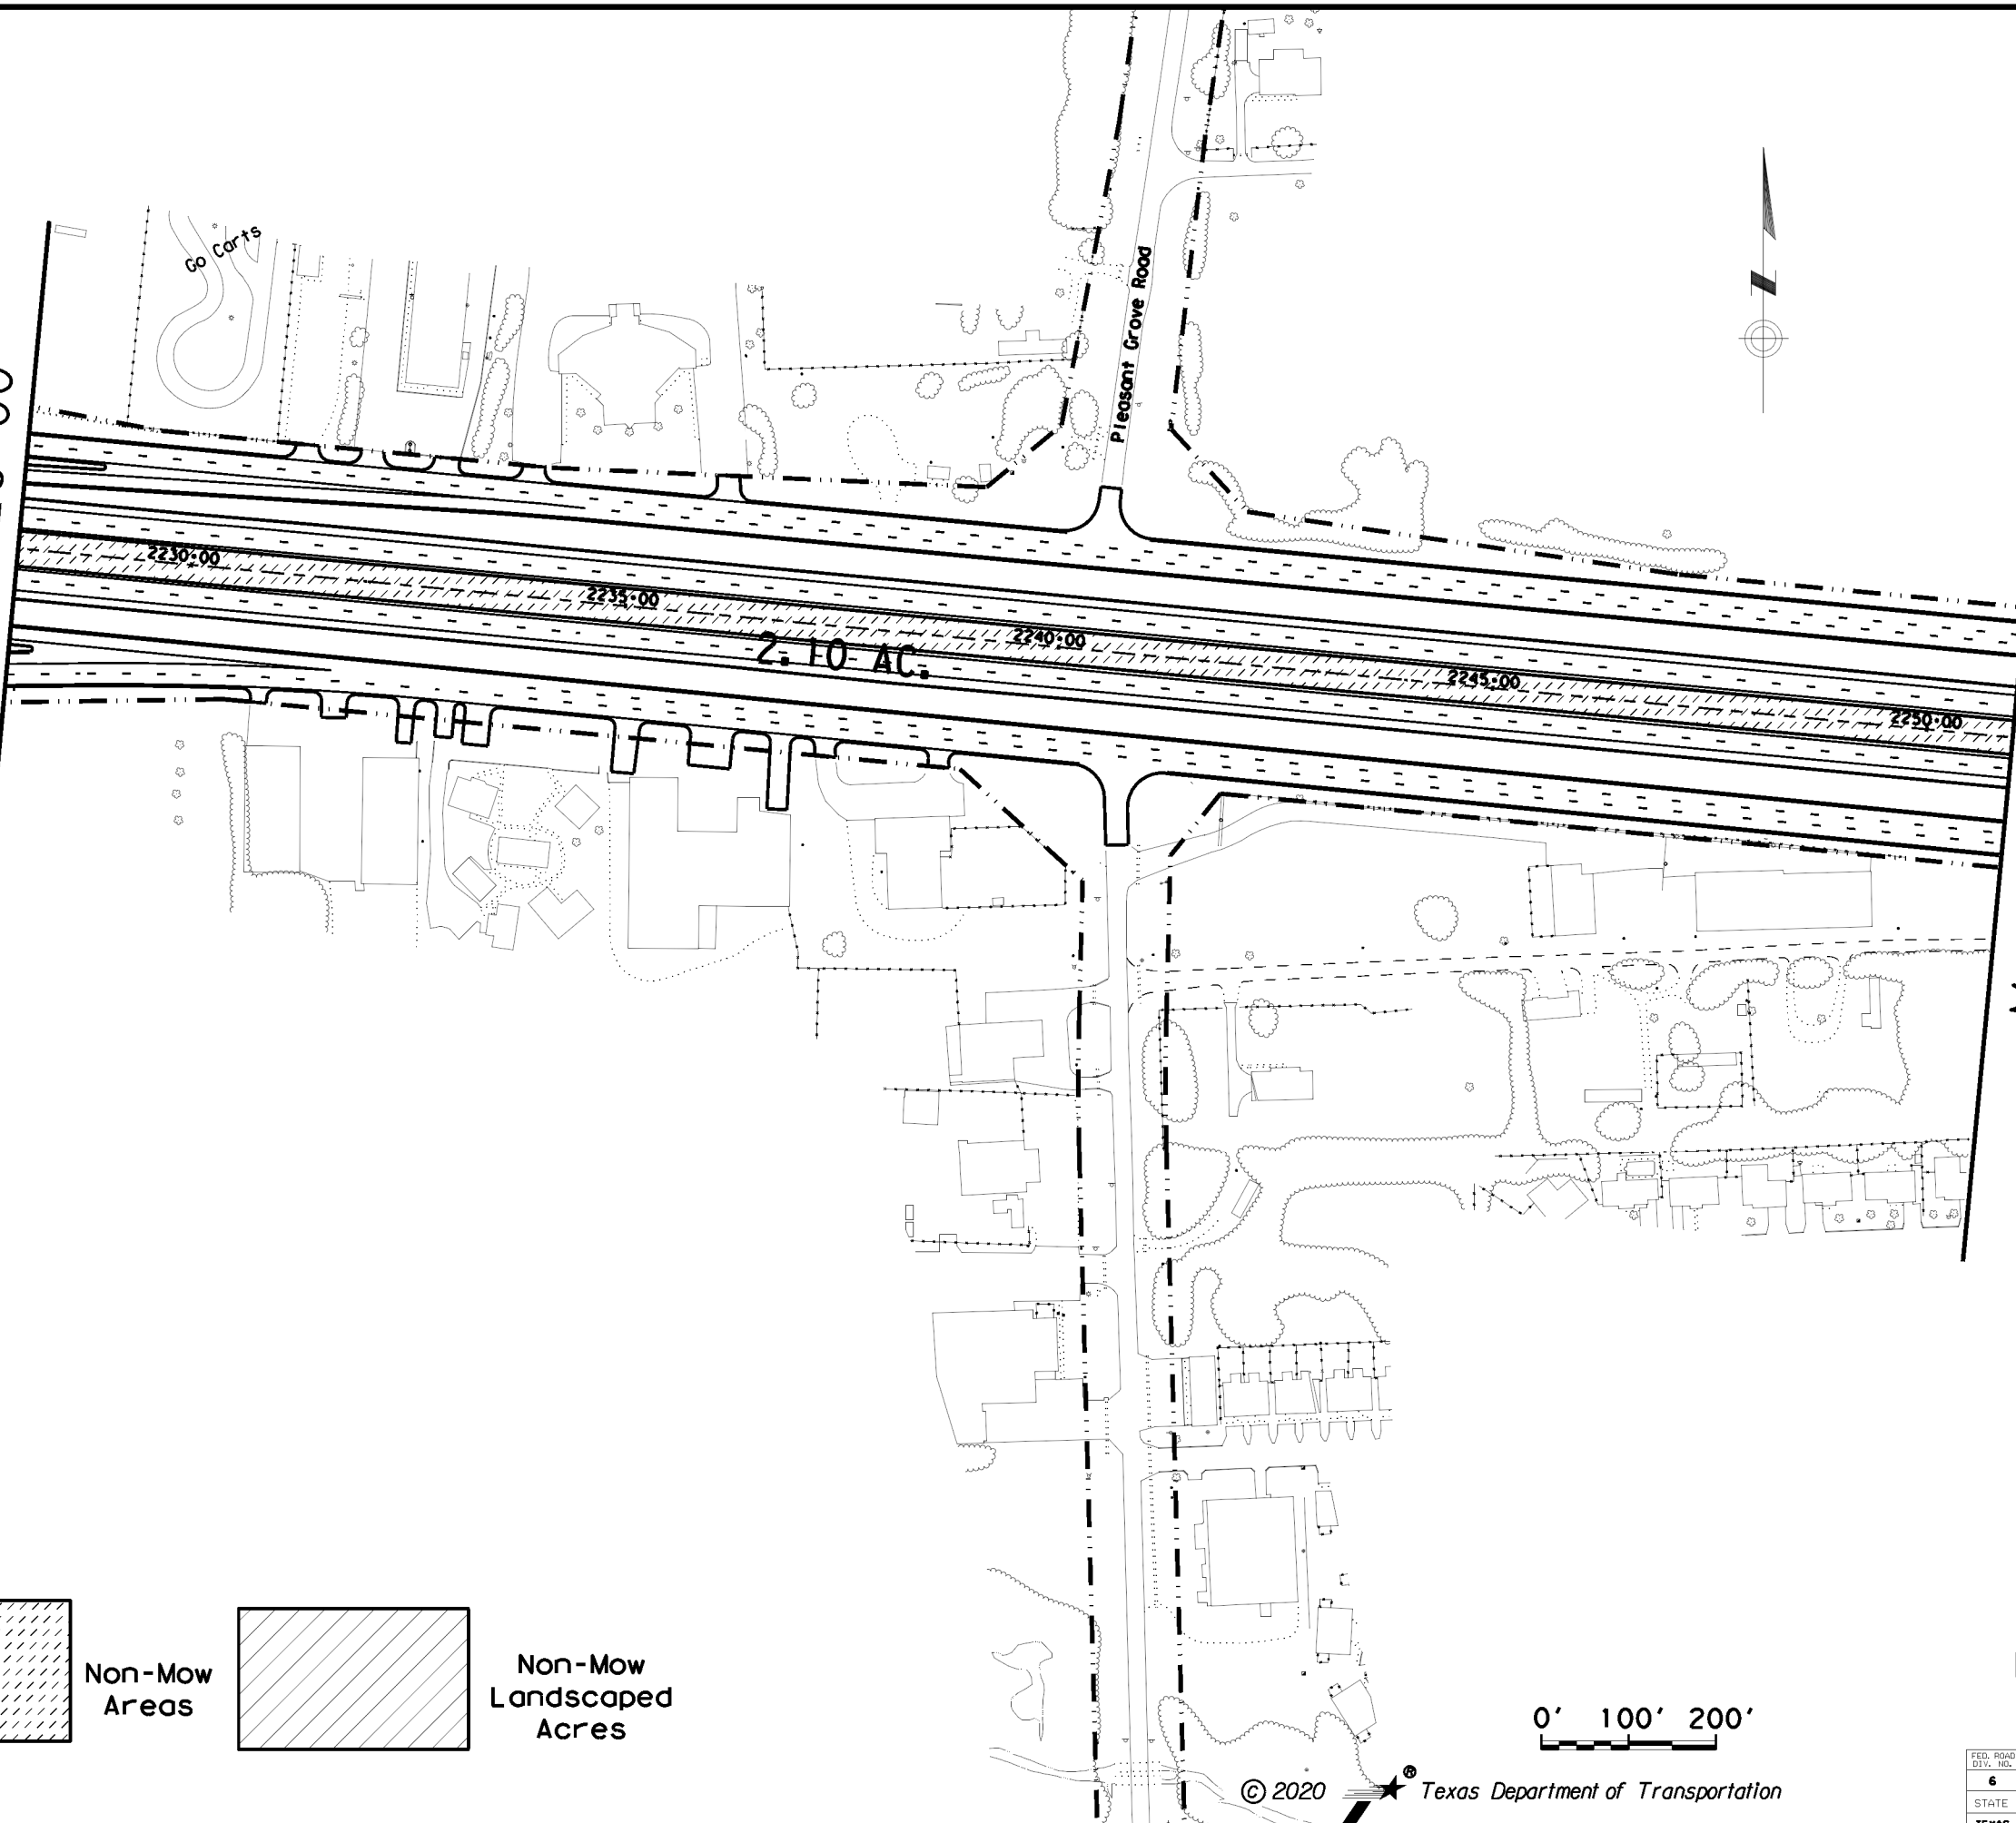 Go Carts
Pleasant Grove Road
2230+00
2235+00
2240+00
2.10 AC.
2245+00
2250+00
Non-Mow
Areas
Non-Mow
Landscaped
Acres
0' 100' 200'
© 2020 ® Texas Department of Transportation
FED. ROAD
DIV. NO.
6
STATE